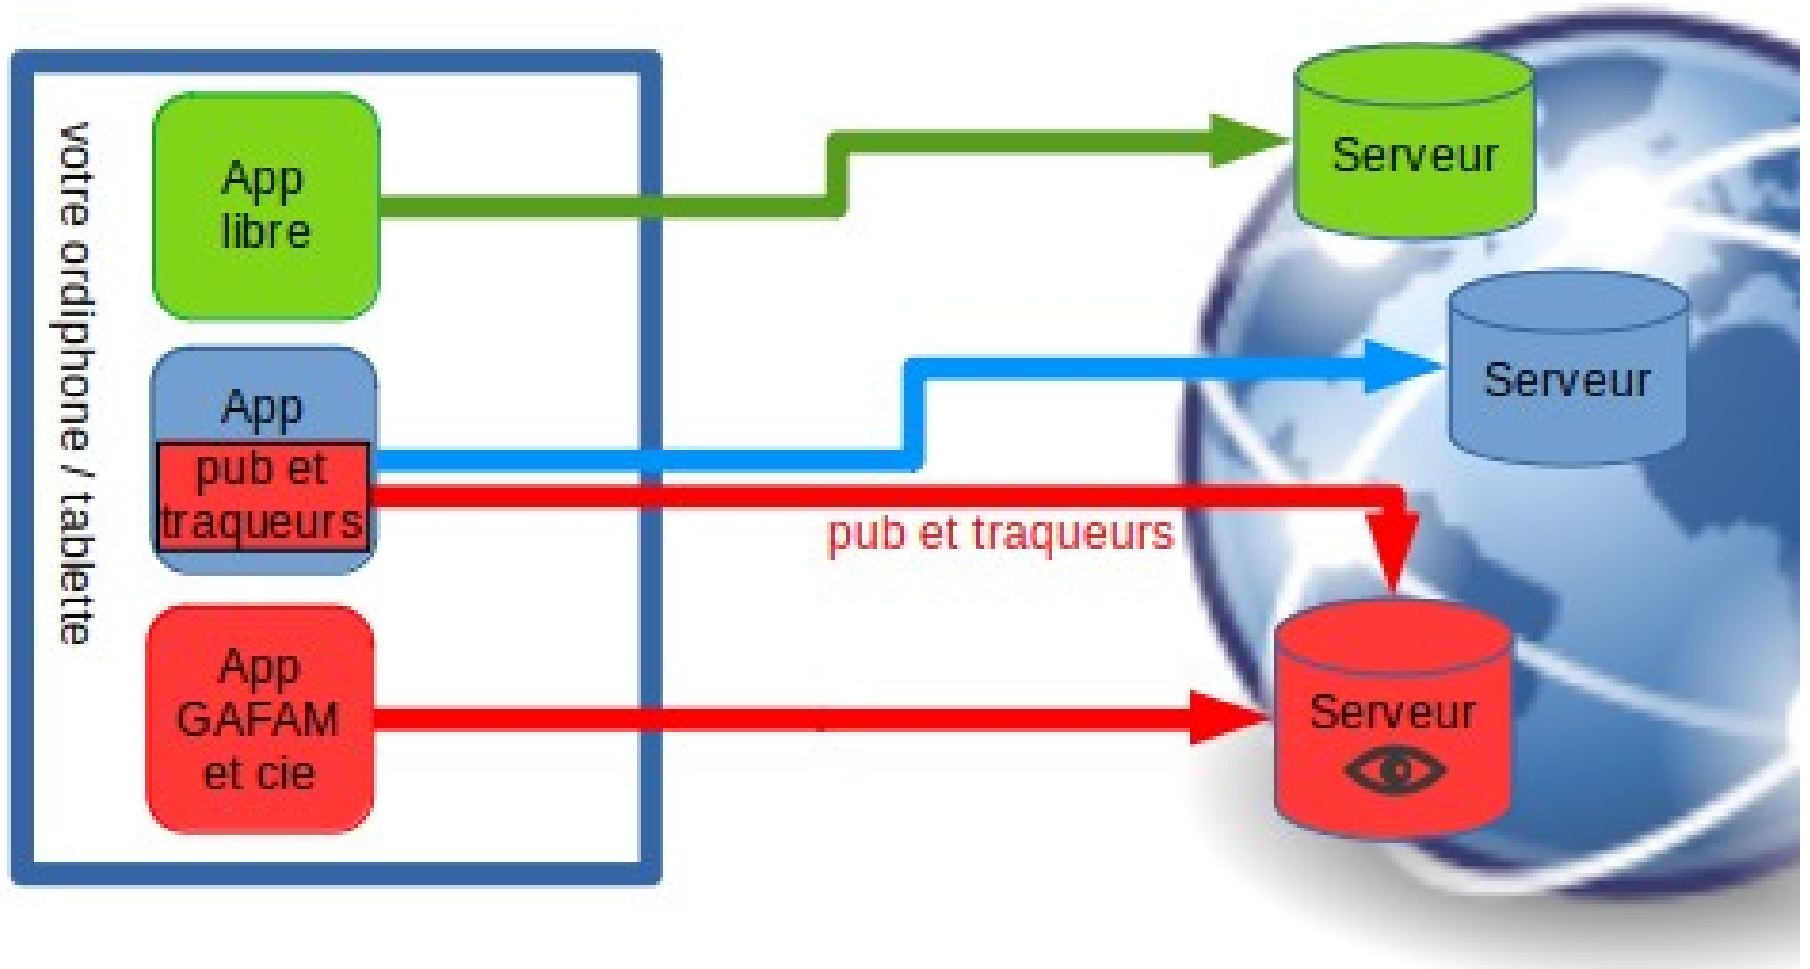 votre ordiphone / tablette
App
libre
App
pub et
traqueurs
App
GAFAM
et cie
pub et traqueurs
Serveur
Serveur
Serveur